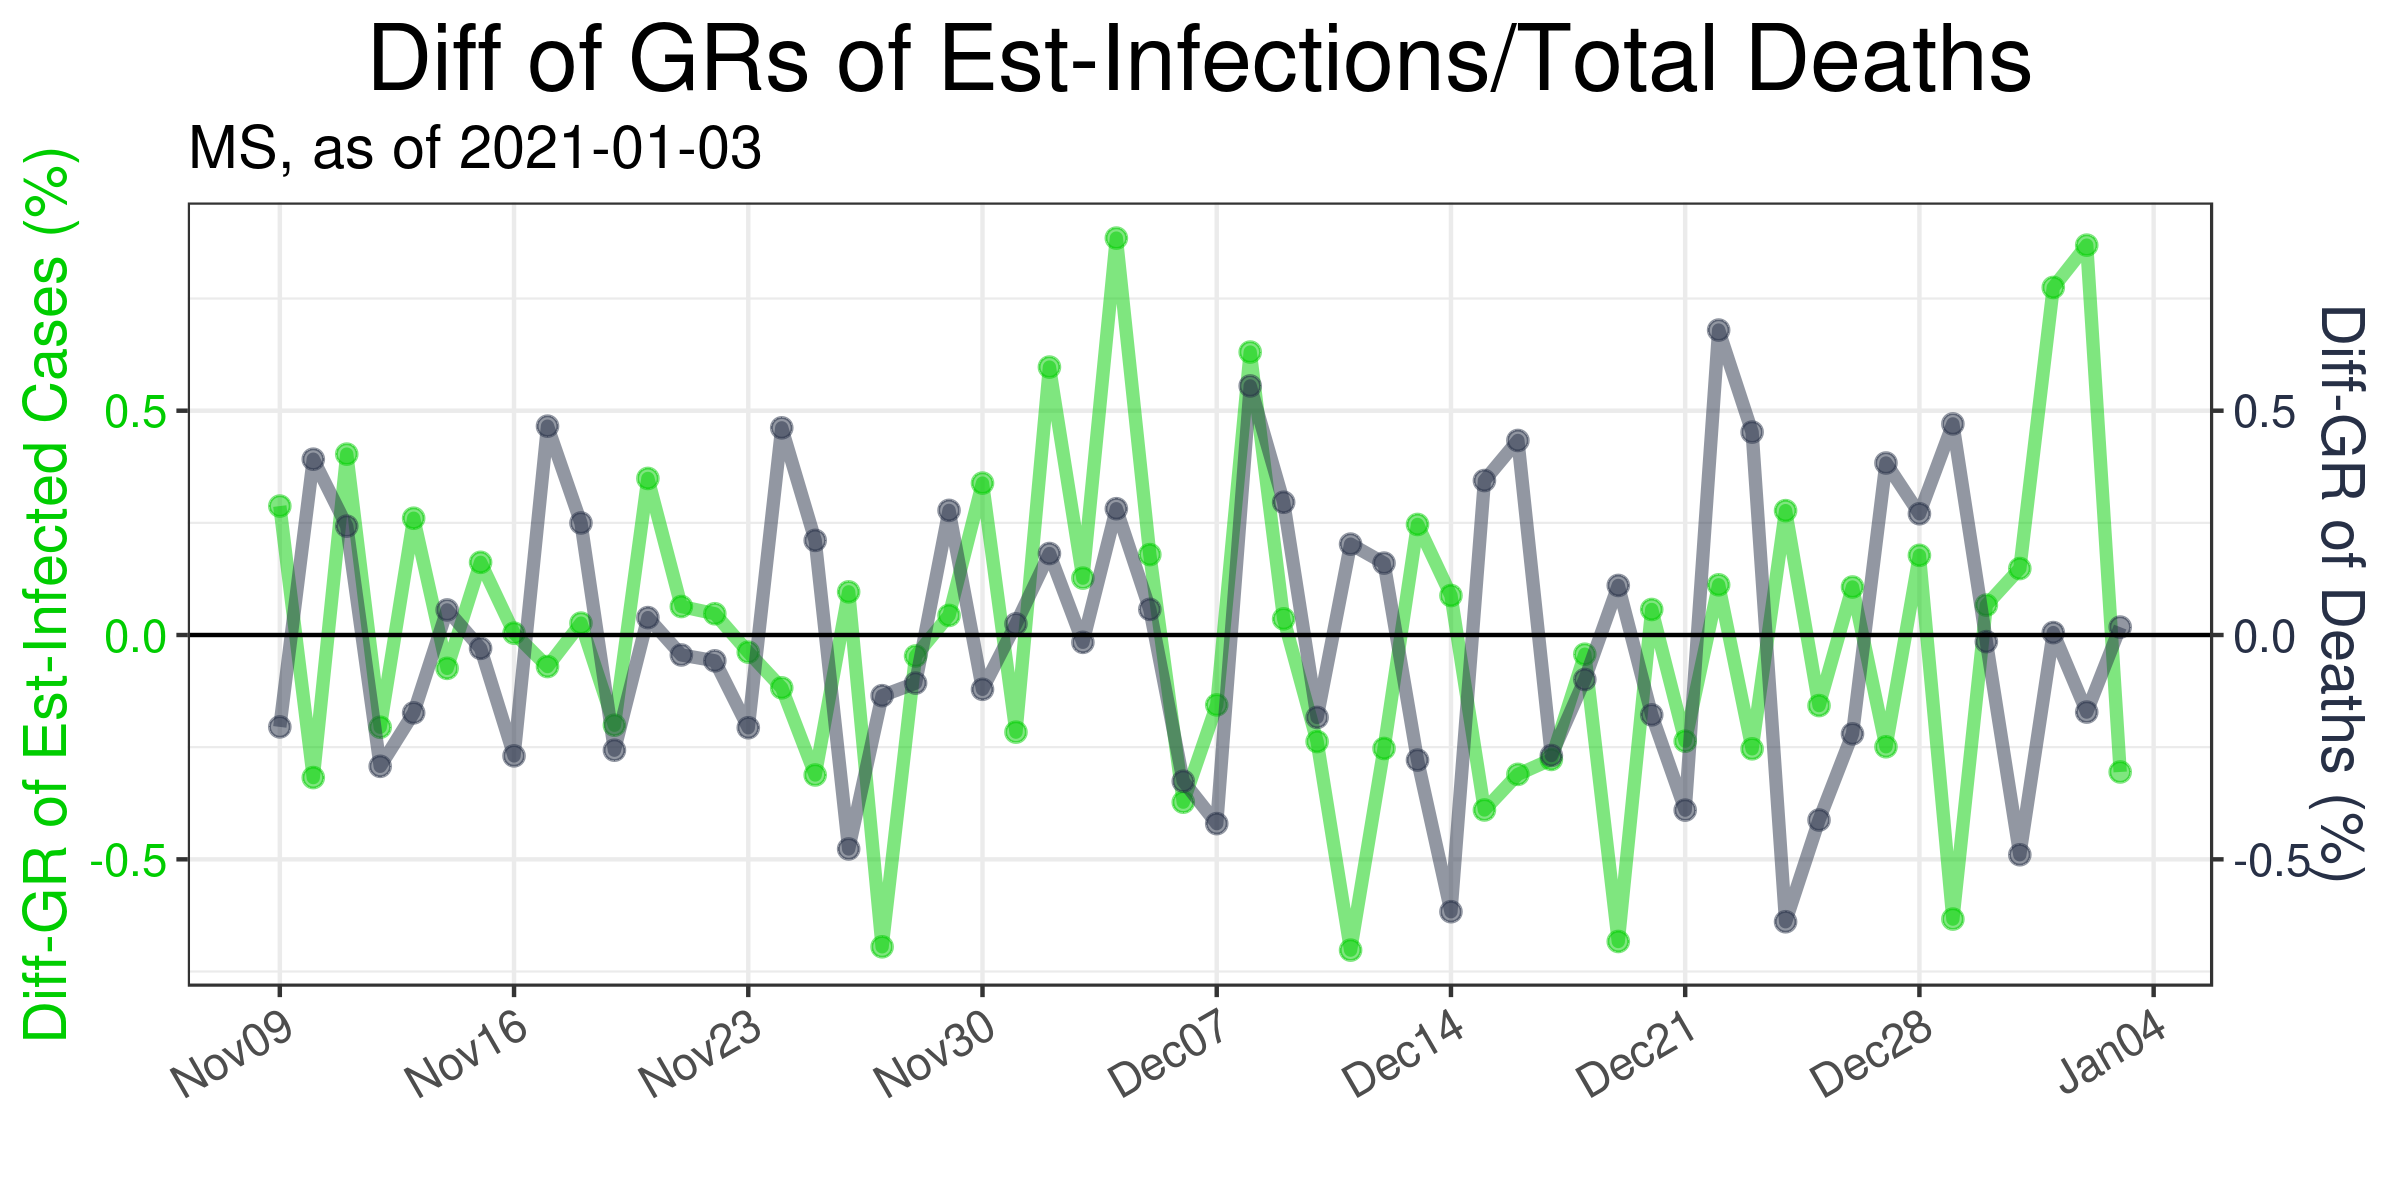 Diff of GRs of Est-Infections/Total Deaths
MS, as of 2021-01-03
Diff-GR of Est-Infected Cases (%)
0.5
0.0
-0.5
0.5
0.0
-0.5
Diff-GR of Deaths (%)
Nov09
Nov16
Nov23
Nov30
Dec07
Dec14
Dec21
Dec28
Jan04